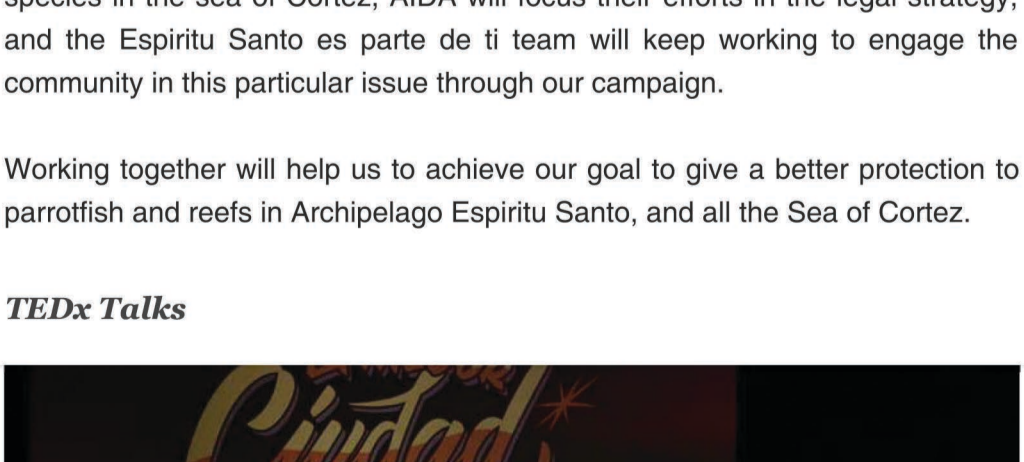 species in the sea of Cortez, AIDA will focus their efforts in the legal strategy,
and the Espiritu Santo es parte de ti team will keep working to engage the
community in this particular issue through our campaign.
Working together will help us to achieve our goal to give a better protection to
parrotfish and reefs in Archipelago Espiritu Santo, and all the Sea of Cortez.
TEDx Talks
Ciudad